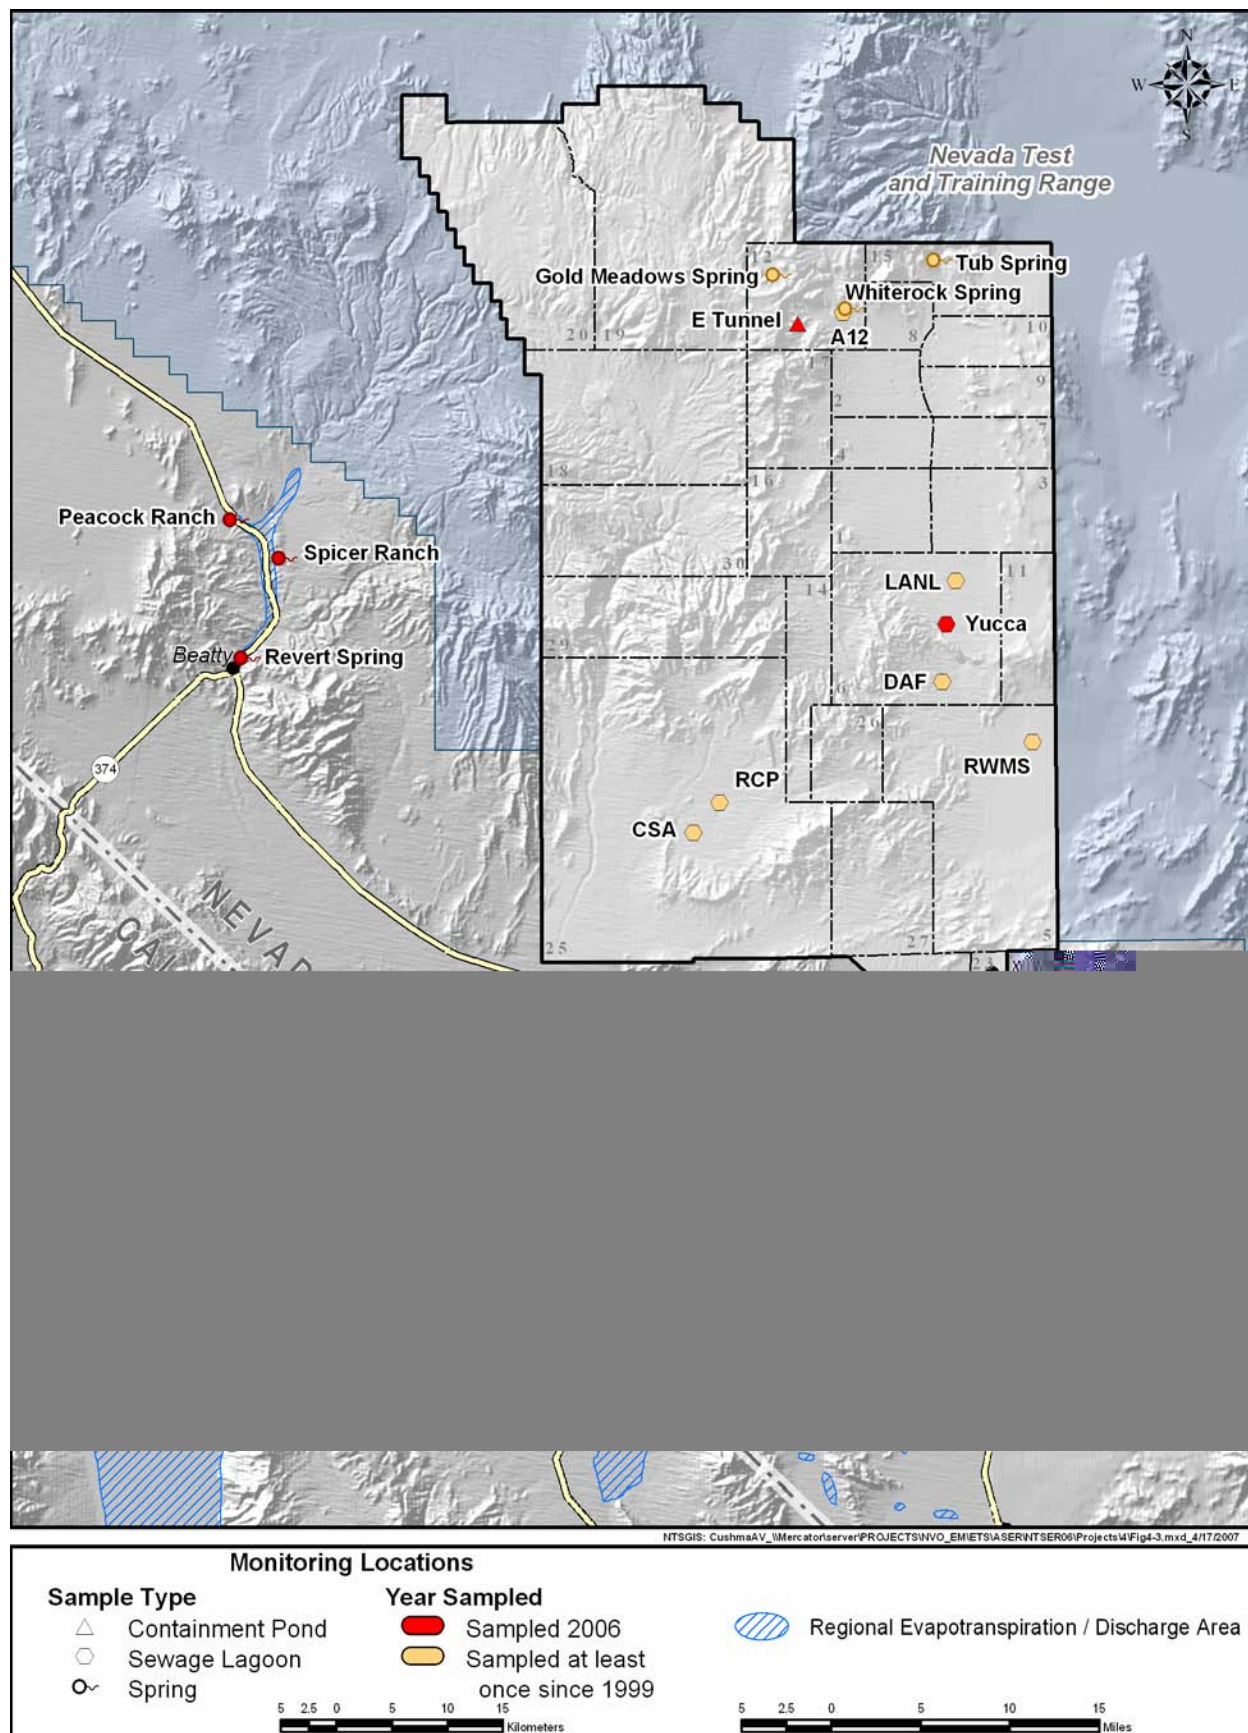 N
W E
S
Nevada Test
and Training Range
12
15
Gold Meadows Spring
Tub Spring
Whiterock Spring
E Tunnel
A12
20 19
8
10
17
9
2
7
4
18
16
3
Peacock Ranch
Spicer Ranch
1
30
14
11
LANL
Yucca
Beatty
Revert Spring
29
DAF
6
26
374
RWMS
RCP
CSA
NEVAD
CAL
25
27
5
23
NTSGIS: CushmaAV_\\Mercator\server\PROJECTS\NVO_EM\ETS\ASER\NTSER06\Projects\4\Fig4-3.mxd_4/17/2007
Monitoring Locations
Sample Type
Year Sampled
Containment Pond
Sampled 2006
Regional Evapotranspiration / Discharge Area
Sewage Lagoon
Sampled at least
once since 1999
Spring
5 2.5 0 5 10 15
Kilometers
5 2.5 0 5 10 15
Miles